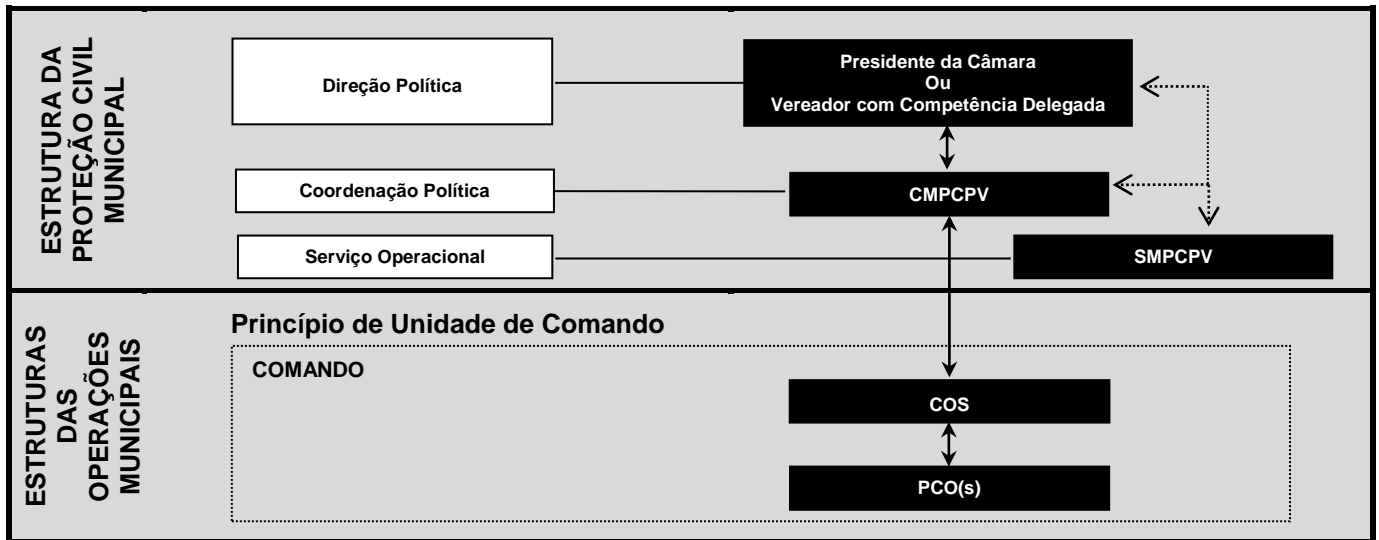 ESTRUTURA DA
PROTEÇÃO CIVIL
MUNICIPAL
Direção Política
Presidente da Câmara
Ou
Vereador com Competência Delegada
Coordenação Política
CMPCPV
Serviço Operacional
SMPCPV
ESTRUTURAS
DAS
OPERAÇÕES
MUNICIPAIS
Princípio de Unidade de Comando
COMANDO
COS
PCO(s)